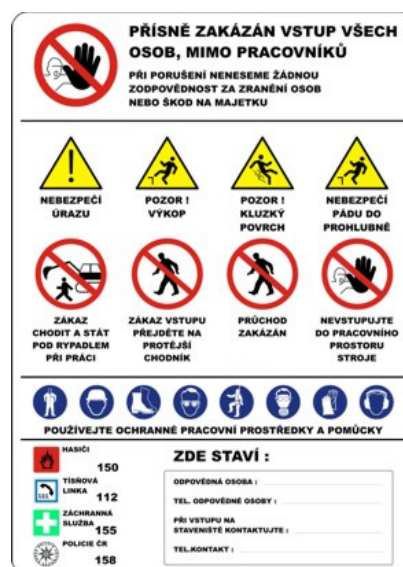 PŘÍSNĚ ZAKÁZÁN VSTUP VŠECH
OSOB, MIMO PRACOVNÍKŮ
PŘI PORUŠENÍ NENESEME ŽÁDNOU
ZODPOVĚDNOST ZA ZRANĚNÍ OSOB
NEBO ŠKOD NA MAJETKU
NEBEZPEČÍ
ÚRAZU
POZOR !
VÝKOP
POZOR !
KLUZKÝ
POVRCH
NEBEZPEČÍ
PÁDU DO
PROHLUBNĚ
ZÁKAZ
CHODIT A STÁT
POD RYPADLEM
PŘI PRÁCI
ZÁKAZ VSTUPU
PŘEJDĚTE NA
PROTĚJŠÍ
CHODNÍK
PRŮCHOD
ZAKÁZÁN
NEVSTUPUJTE
DO PRACOVNÍHO
PROSTORU
STROJE
POUŽÍVEJTE OCHRANNÉ PRACOVNÍ PROSTŘEDKY A POMŮCKY
HASIČI
150
TÍSŇOVÁ
LINKA 112
SOS
ZÁCHRANNÁ
SLUŽBA 155
POLICIE ČR
158
ZDE STAVÍ :
ODPOVĚDNÁ OSOBA :
TEL. ODPOVĚDNÉ OSOBY :
PŘI VSTUPU NA
STAVENIŠTĚ KONTAKTUJTE :
TEL.KONTAKT :